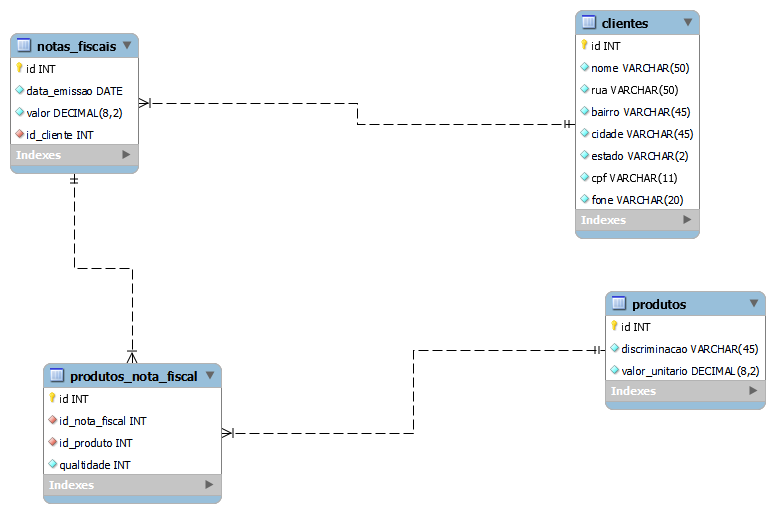 notas_fiscais
id INT
data_emissao DATE
valor DECIMAL(8,2)
id_cliente INT
Indexes
clientes
id INT
nome VARCHAR(50)
rua VARCHAR(50)
bairro VARCHAR(45)
cidade VARCHAR(45)
estado VARCHAR(2)
cpf VARCHAR(11)
fone VARCHAR(20)
Indexes
produtos_nota_fiscal
id INT
id_nota_fiscal INT
id_produto INT
qualtidade INT
Indexes
produtos
id INT
discriminacao VARCHAR(45)
valor_unitario DECIMAL(8,2)
Indexes